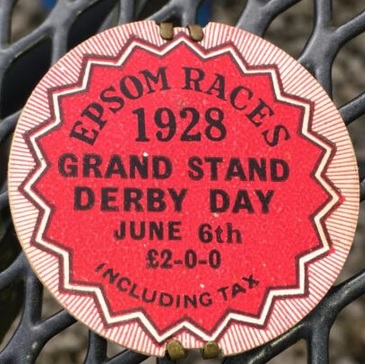 EPSOM RACES
1928
GRAND STAND
DERBY DAY
JUNE 6th
£2-0-0
INCLUDING TAX